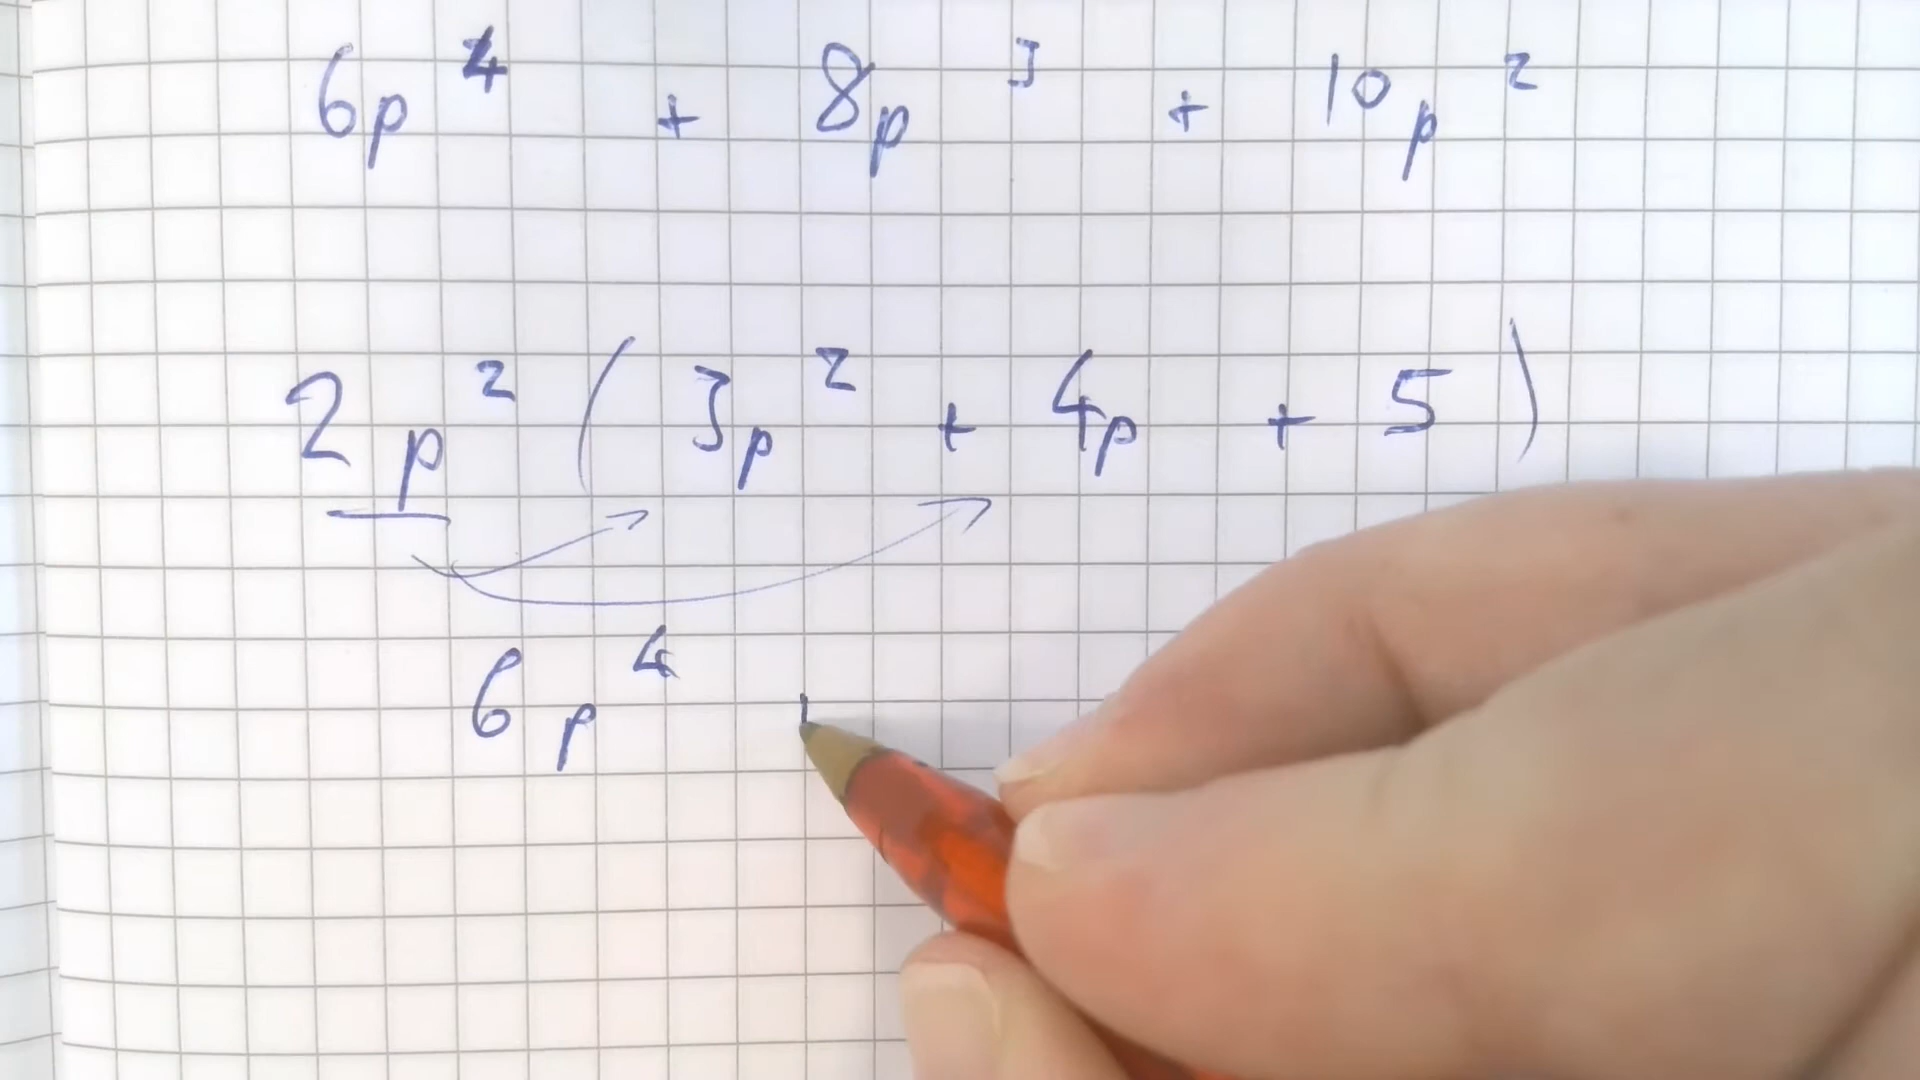 6p⁴ + 8p³ + 10p²
2p² (3p² + 4p + 5)
6p⁴